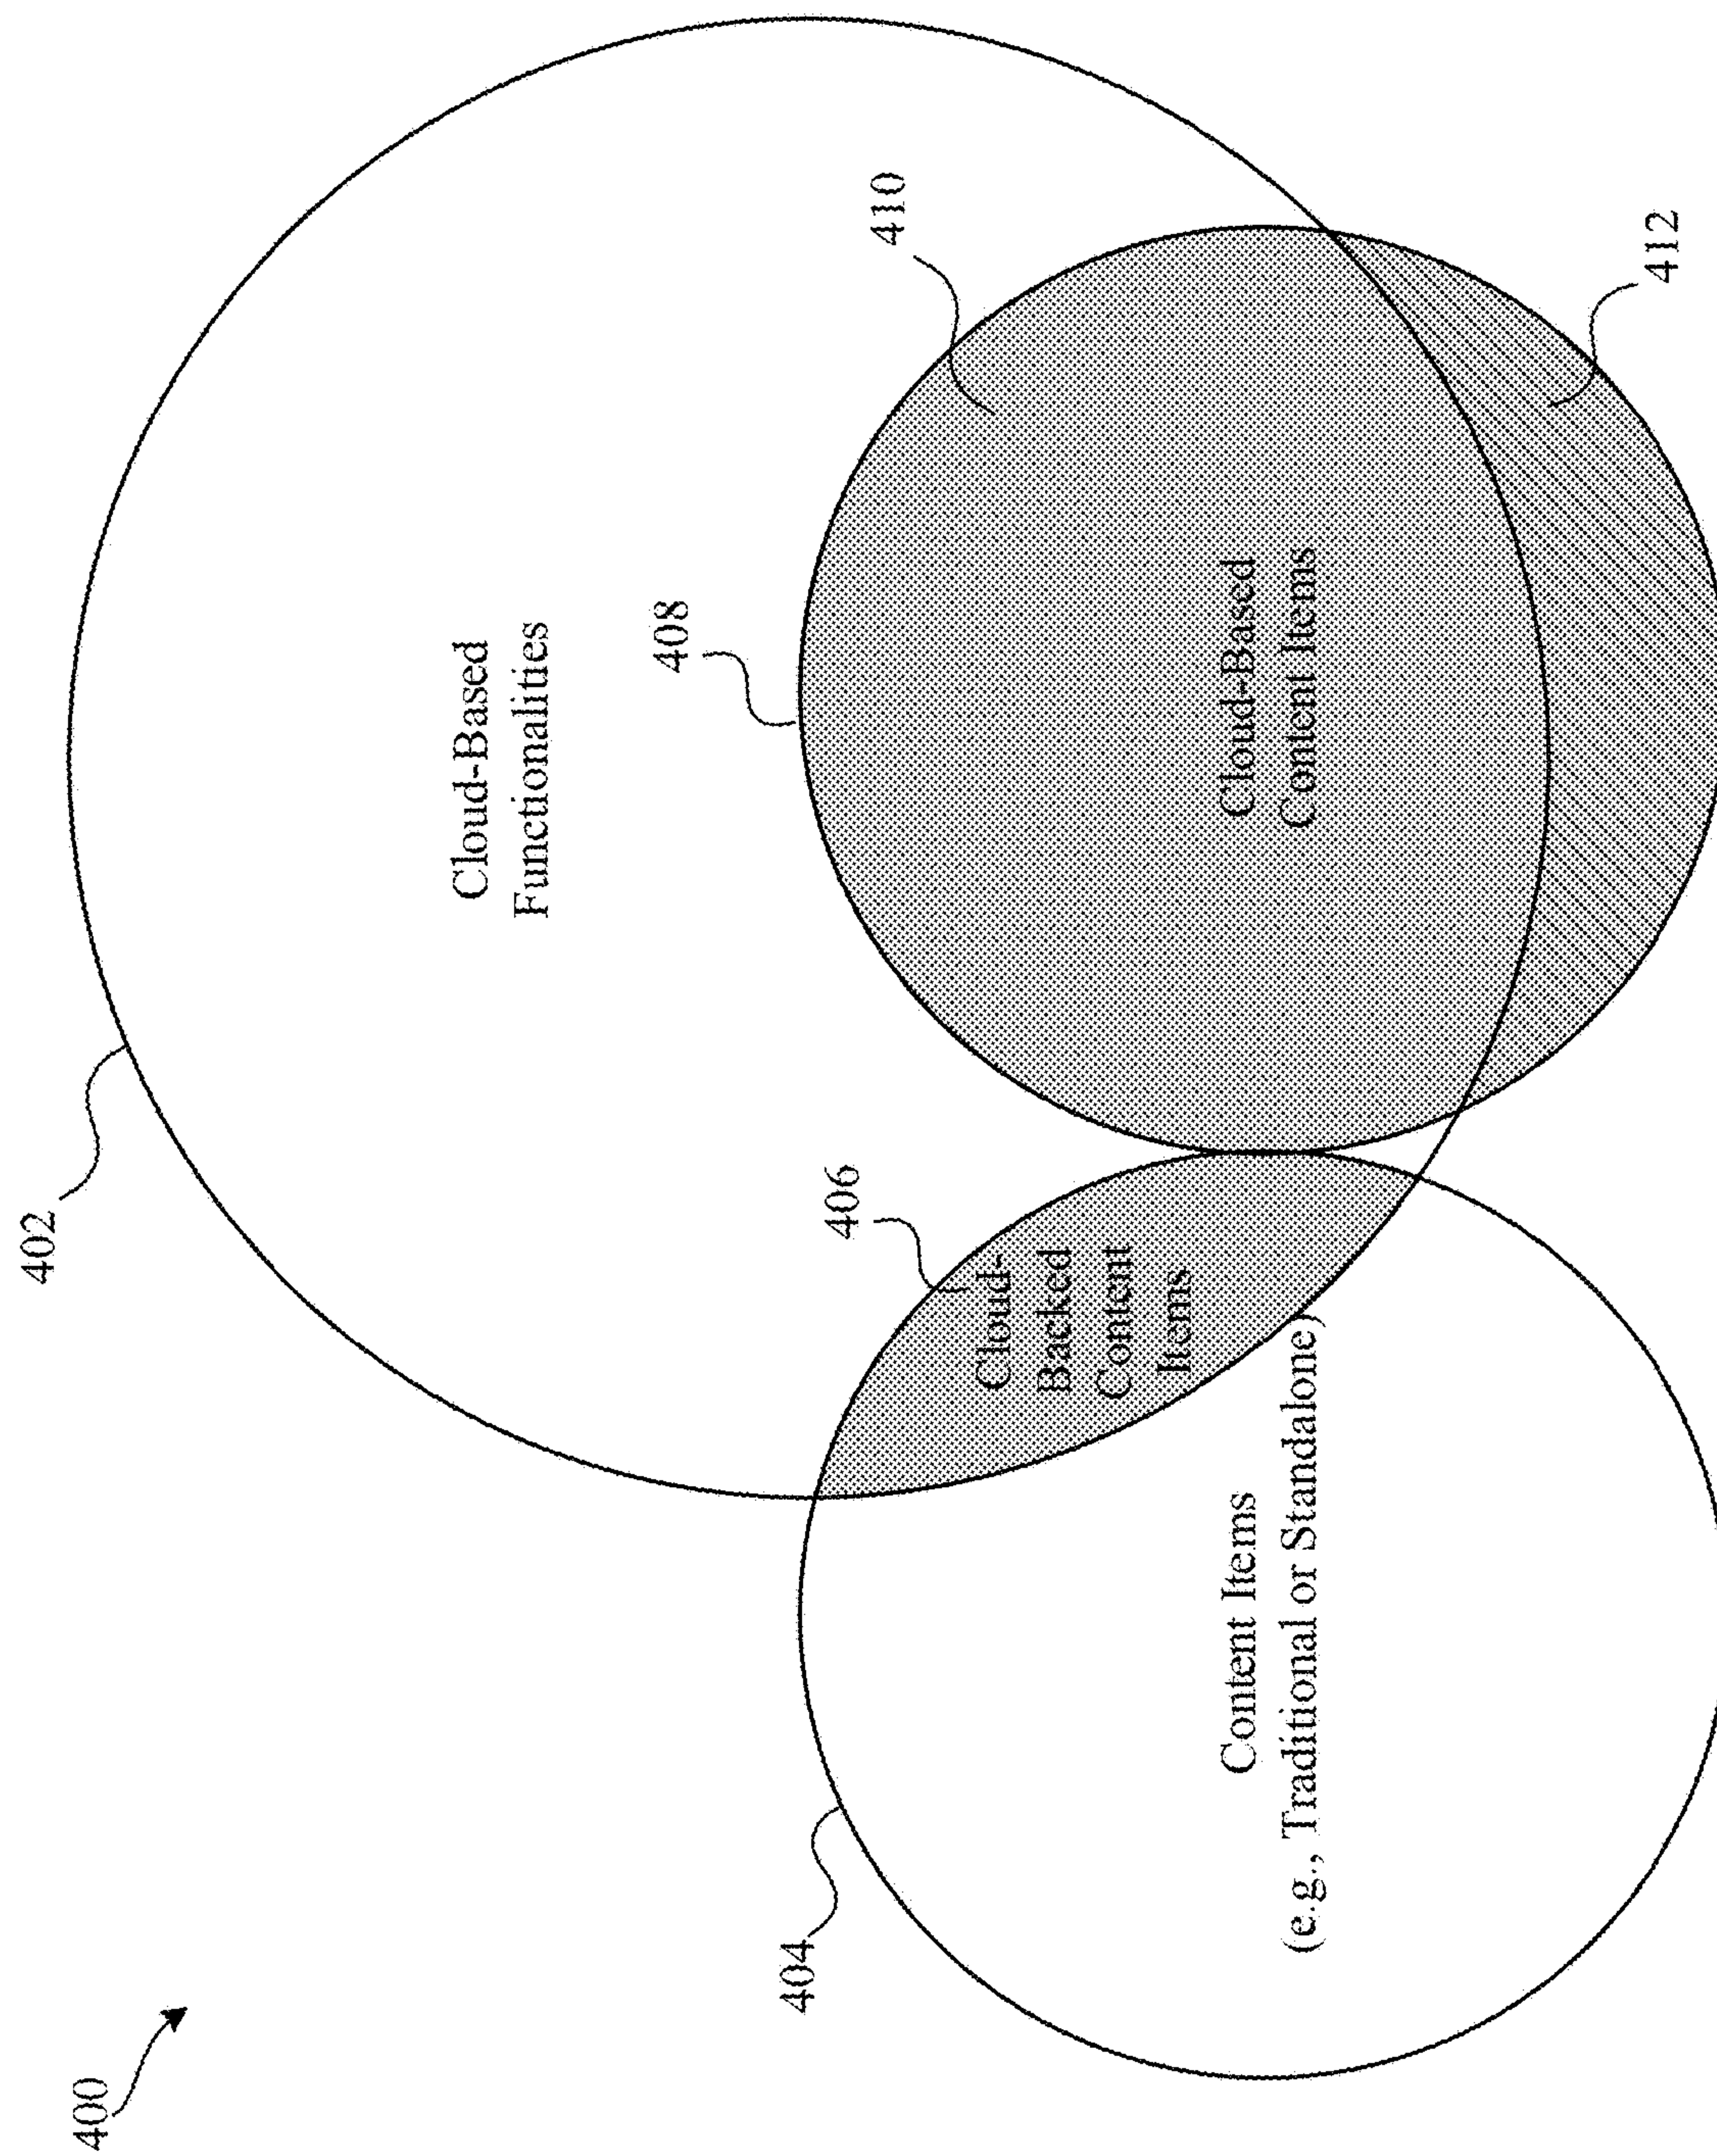 400
402
Cloud-Based
Functionalities
404
406
Cloud-
Backed
Content
Items
408
410
Content Items
(e.g., Traditional or Standalone)
Cloud-Based
Content Items
412